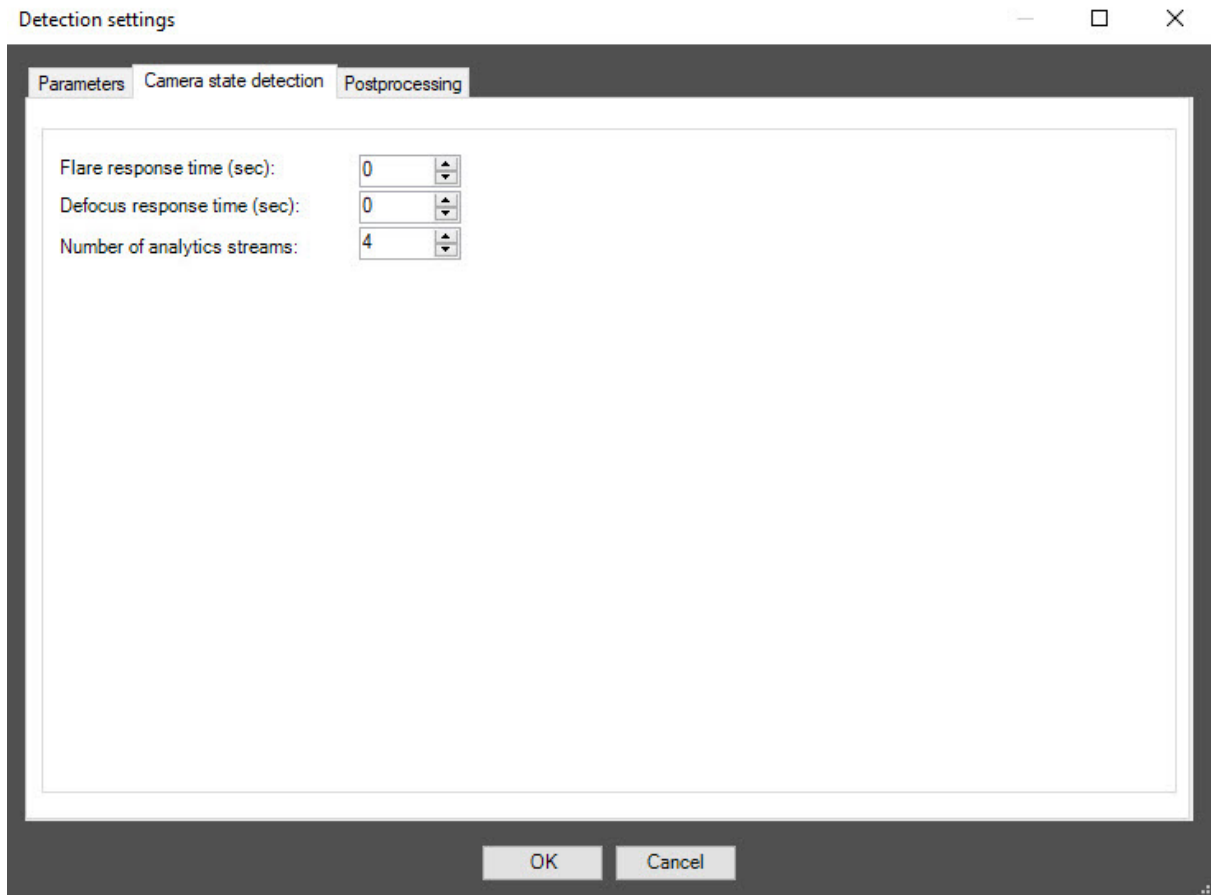 Detection settings
Parameters Camera state detection Postprocessing
Flare response time (sec): 0
Defocus response time (sec): 0
Number of analytics streams: 4
OK Cancel